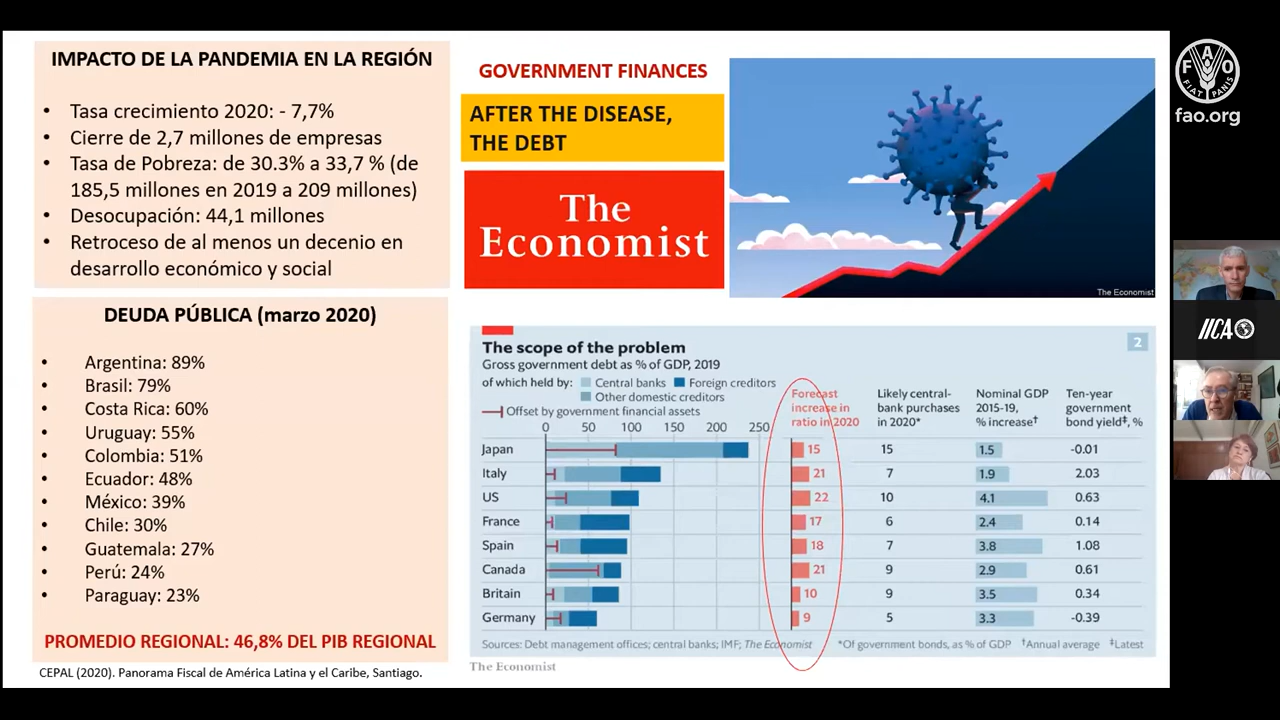 IMPACTO DE LA PANDEMIA EN LA REGIÓN
• Tasa crecimiento 2020: - 7,7%
• Cierre de 2,7 millones de empresas
• Tasa de Pobreza: de 30.3% a 33,7 % (de
185,5 millones en 2019 a 209 millones)
• Desocupación: 44,1 millones
• Retroceso de al menos un decenio en
desarrollo económico y social
DEUDA PÚBLICA (marzo 2020)
• Argentina: 89%
• Brasil: 79%
• Costa Rica: 60%
• Uruguay: 55%
• Colombia: 51%
• Ecuador: 48%
• México: 39%
• Chile: 30%
• Guatemala: 27%
• Perú: 24%
• Paraguay: 23%
PROMEDIO REGIONAL: 46,8% DEL PIB REGIONAL
CEPAL (2020). Panorama Fiscal de América Latina y el Caribe, Santiago.
GOVERNMENT FINANCES
AFTER THE DISEASE,
THE DEBT
The
Economist
The Economist
The scope of the problem
2
Gross government debt as % of GDP, 2019
of which held by: Central banks Foreign creditors
Other domestic creditors
Offset by government financial assets
0 50 100 150 200 250
Forecast
increase in
ratio in 2020
Likely central-
bank purchases
in 2020*
Nominal GDP
2015-19,
% increase†
Ten-year
government
bond yield‡, %
Japan 15 15 1.5 -0.01
Italy 21 7 1.9 2.03
US 22 10 4.1 0.63
France 17 6 2.4 0.14
Spain 18 7 3.8 1.08
Canada 21 9 2.9 0.61
Britain 10 9 3.5 0.34
Germany 9 5 3.3 -0.39
Sources: Debt management offices; central banks; IMF; The Economist *Of government bonds, as % of GDP †Annual average ‡Latest
The Economist
F A O
FIAT PANIS
fao.org
IICA